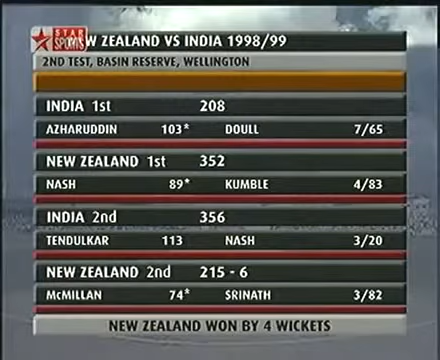 STAR
SPORTS
W ZEALAND VS INDIA 1998/99
2ND TEST, BASIN RESERVE, WELLINGTON
INDIA 1st 208
AZHARUDDIN 103* DOULL 7/65
NEW ZEALAND 1st 352
NASH 89* KUMBLE 4/83
INDIA 2nd 356
TENDULKAR 113 NASH 3/20
NEW ZEALAND 2nd 215 - 6
McMILLAN 74* SRINATH 3/82
NEW ZEALAND WON BY 4 WICKETS